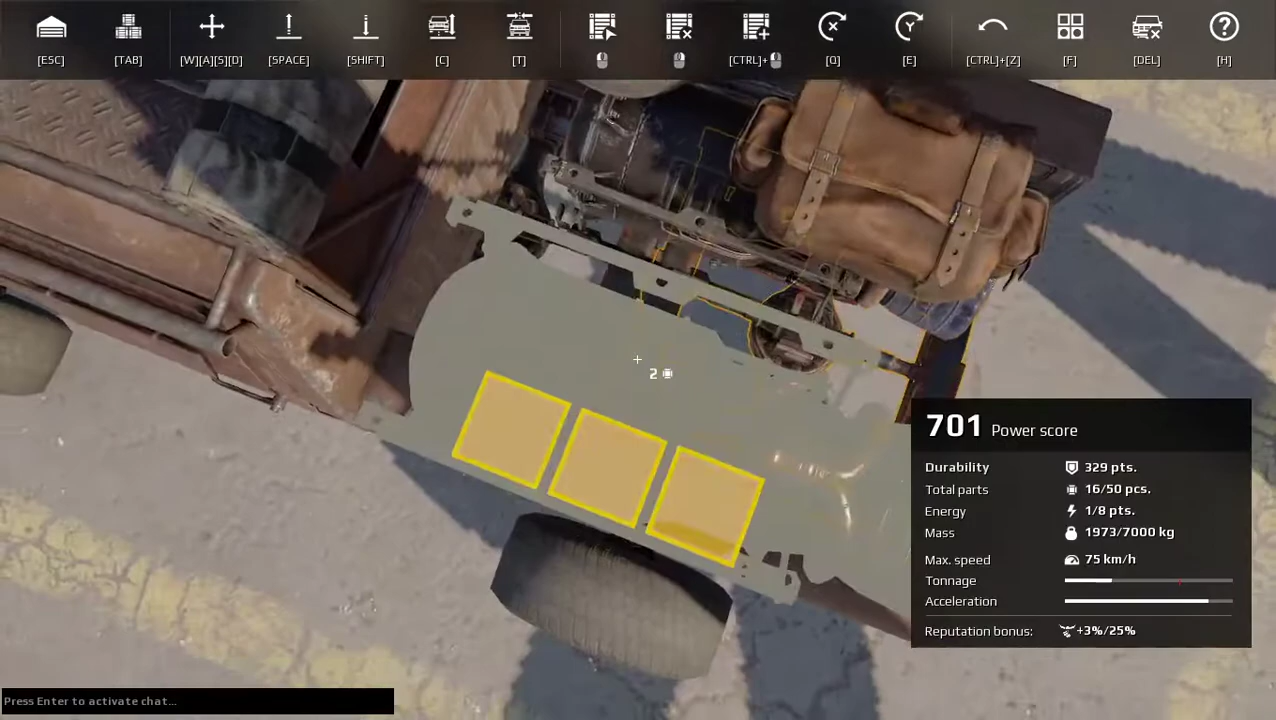 [ESC] [TAB] [W][A][S][D] [SPACE] [SHIFT] [C] [T] [CTRL]+ [Q] [E] [CTRL]+[Z] [F] [DEL] [H]
2
701 Power score
Durability 329 pts.
Total parts 16/50 pcs.
Energy 1/8 pts.
Mass 1973/7000 kg
Max. speed 75 km/h
Tonnage
Acceleration
Reputation bonus: +3%/25%
Press Enter to activate chat...